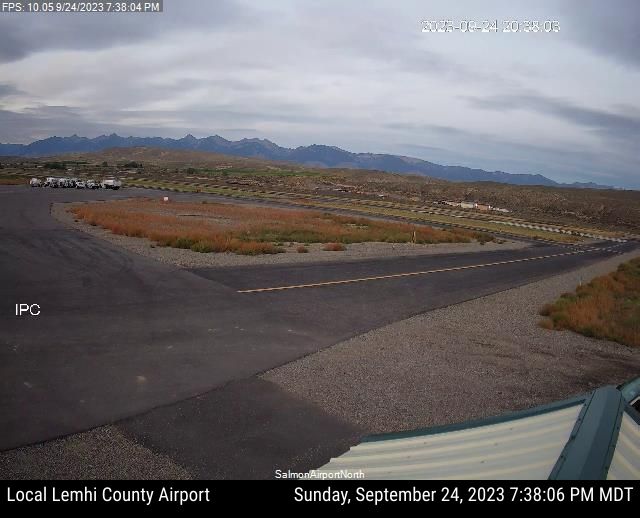 FPS: 10.05 9/24/2023 7:38:04 PM
2023-09-24 20:38:03
IPC
SalmonAirportNorth
Local Lemhi County Airport
Sunday, September 24, 2023 7:38:06 PM MDT